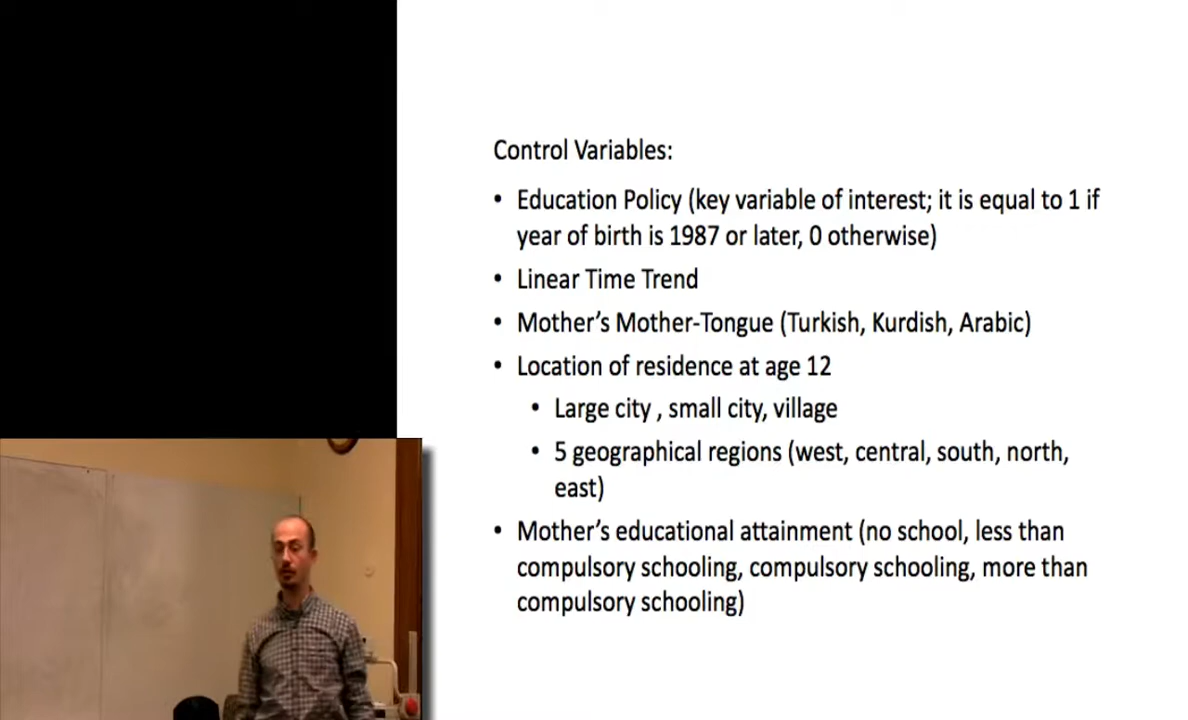 Control Variables:
• Education Policy (key variable of interest; it is equal to 1 if
year of birth is 1987 or later, 0 otherwise)
• Linear Time Trend
• Mother’s Mother-Tongue (Turkish, Kurdish, Arabic)
• Location of residence at age 12
• Large city , small city, village
• 5 geographical regions (west, central, south, north,
east)
• Mother’s educational attainment (no school, less than
compulsory schooling, compulsory schooling, more than
compulsory schooling)